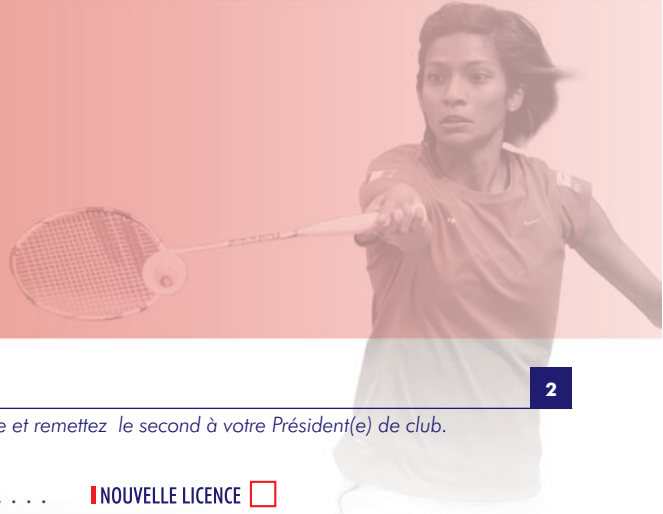 2
e et remettez le second à votre Président(e) de club.
. . . . NOUVELLE LICENCE